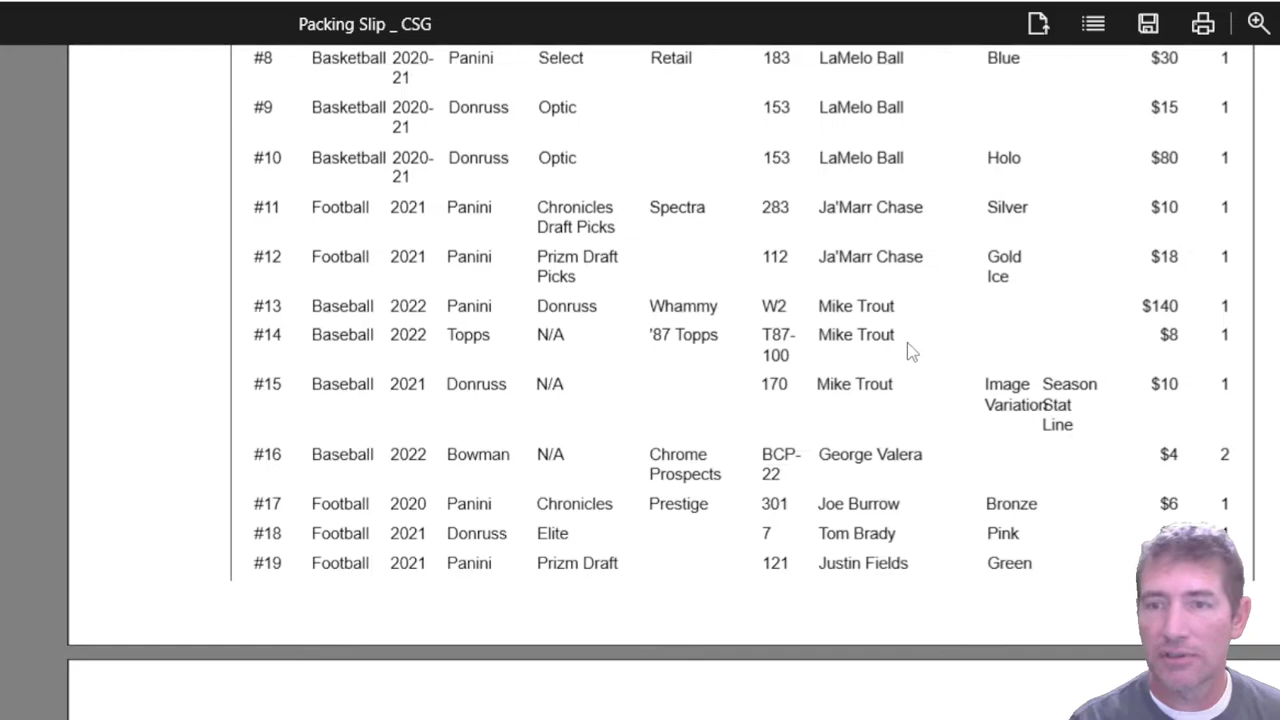 Packing Slip _ CSG
#8 Basketball 2020- Panini Select Retail 183 LaMelo Ball Blue $30 1
21
#9 Basketball 2020- Donruss Optic 153 LaMelo Ball $15 1
21
#10 Basketball 2020- Donruss Optic 153 LaMelo Ball Holo $80 1
21
#11 Football 2021 Panini Chronicles Spectra 283 Ja'Marr Chase Silver $10 1
Draft Picks
#12 Football 2021 Panini Prizm Draft 112 Ja'Marr Chase Gold $18 1
Picks Ice
#13 Baseball 2022 Panini Donruss Whammy W2 Mike Trout $140 1
#14 Baseball 2022 Topps N/A '87 Topps T87- Mike Trout $8 1
100
#15 Baseball 2021 Donruss N/A 170 Mike Trout Image Season $10 1
Variation Stat
Line
#16 Baseball 2022 Bowman N/A Chrome BCP- George Valera $4 2
Prospects 22
#17 Football 2020 Panini Chronicles Prestige 301 Joe Burrow Bronze $6 1
#18 Football 2021 Donruss Elite 7 Tom Brady Pink
#19 Football 2021 Panini Prizm Draft 121 Justin Fields Green